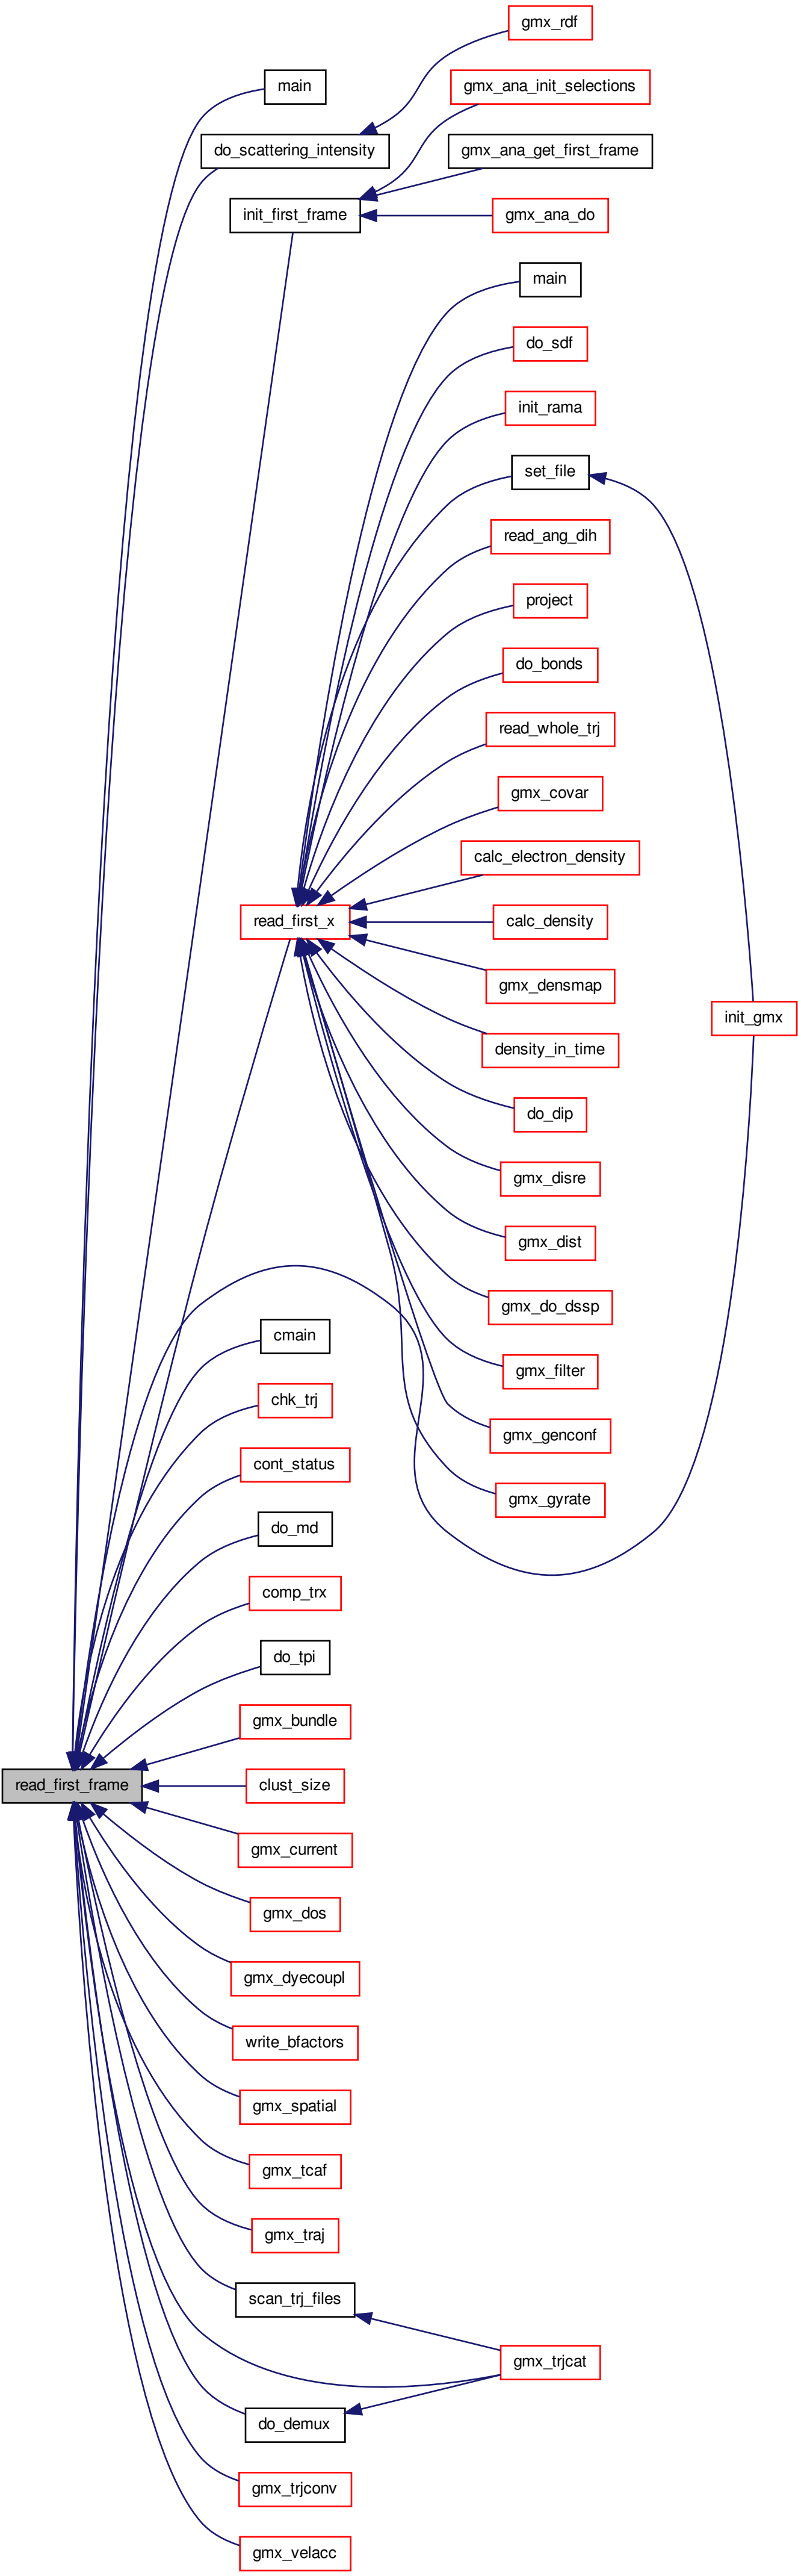 gmx_rdf
main
gmx_ana_init_selections
do_scattering_intensity
gmx_ana_get_first_frame
init_first_frame
gmx_ana_do
main
do_sdf
init_rama
set_file
read_ang_dih
project
do_bonds
read_whole_trj
gmx_covar
calc_electron_density
read_first_x
calc_density
gmx_densmap
init_gmx
density_in_time
do_dip
gmx_disre
gmx_dist
gmx_do_dssp
cmain
gmx_filter
chk_trj
gmx_genconf
cont_status
gmx_gyrate
do_md
comp_trx
do_tpi
gmx_bundle
read_first_frame
clust_size
gmx_current
gmx_dos
gmx_dyecoupl
write_bfactors
gmx_spatial
gmx_tcaf
gmx_traj
scan_trj_files
gmx_trjcat
do_demux
gmx_trjconv
gmx_velacc